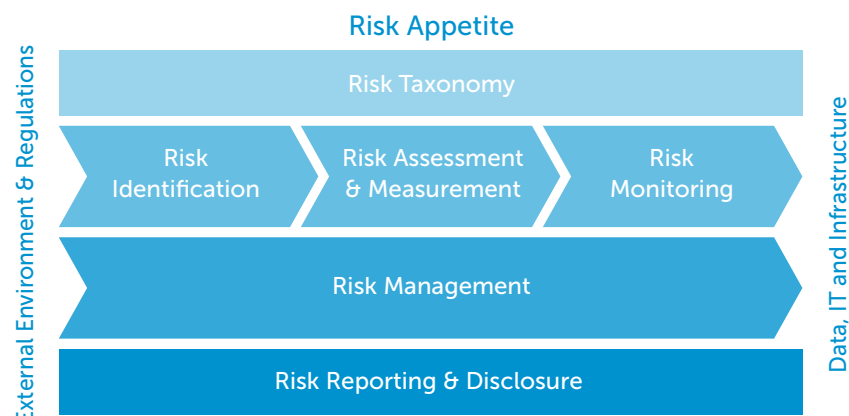 Risk Appetite
External Environment & Regulations
Risk Taxonomy
Risk
Identification
Risk Assessment
& Measurement
Risk
Monitoring
Risk Management
Risk Reporting & Disclosure
Data, IT and Infrastructure